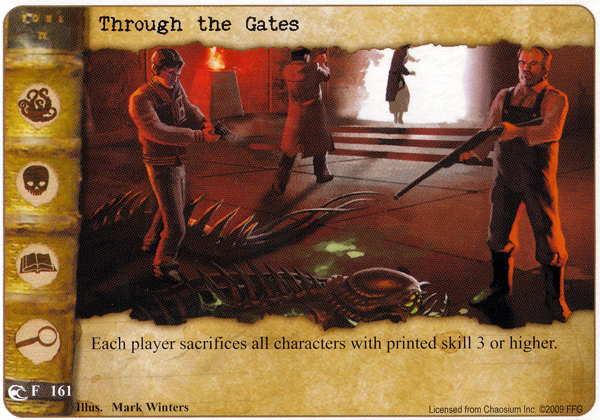 Through the Gates
Each player sacrifices all characters with printed skill 3 or higher.
F 161
Illus. Mark Winters
Licensed from Chaosium Inc. ©2009 FFG